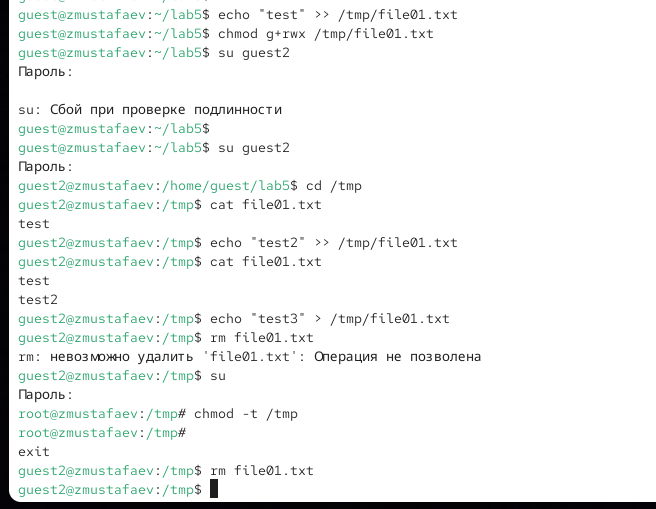 guest@zmustafaev:~/lab5$ echo "test" >> /tmp/file01.txt
guest@zmustafaev:~/lab5$ chmod g+rwx /tmp/file01.txt
guest@zmustafaev:~/lab5$ su guest2
Пароль:
su: Сбой при проверке подлинности
guest@zmustafaev:~/lab5$
guest@zmustafaev:~/lab5$ su guest2
Пароль:
guest2@zmustafaev:/home/guest/lab5$ cd /tmp
guest2@zmustafaev:/tmp$ cat file01.txt
test
guest2@zmustafaev:/tmp$ echo "test2" >> /tmp/file01.txt
guest2@zmustafaev:/tmp$ cat file01.txt
test
test2
guest2@zmustafaev:/tmp$ echo "test3" > /tmp/file01.txt
guest2@zmustafaev:/tmp$ rm file01.txt
rm: невозможно удалить 'file01.txt': Операция не позволена
guest2@zmustafaev:/tmp$ su
Пароль:
root@zmustafaev:/tmp# chmod -t /tmp
root@zmustafaev:/tmp#
exit
guest2@zmustafaev:/tmp$ rm file01.txt
guest2@zmustafaev:/tmp$